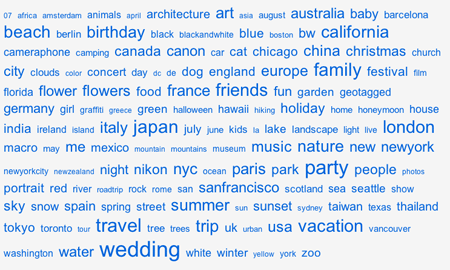 07 africa amsterdam animals april architecture art asia august australia baby barcelona
beach berlin birthday black blackandwhite blue boston bw california
cameraphone camping canada canon car cat chicago china christmas church
city clouds color concert day dc de dog england europe family festival film
florida flower flowers food france friends fun garden geotagged
germany girl graffiti greece green halloween hawaii hiking holiday home honeymoon house
india ireland island italy japan july june kids la lake landscape light live london
macro may me mexico mountain mountains museum music nature new newyork
newyorkcity newzealand night nikon nyc ocean paris park party people photos
portrait red river roadtrip rock rome san sanfrancisco scotland sea seattle show
sky snow spain spring street summer sun sunset sydney taiwan texas thailand
tokyo toronto tour travel tree trees trip uk urban usa vacation vancouver
washington water wedding white winter yellow york zoo